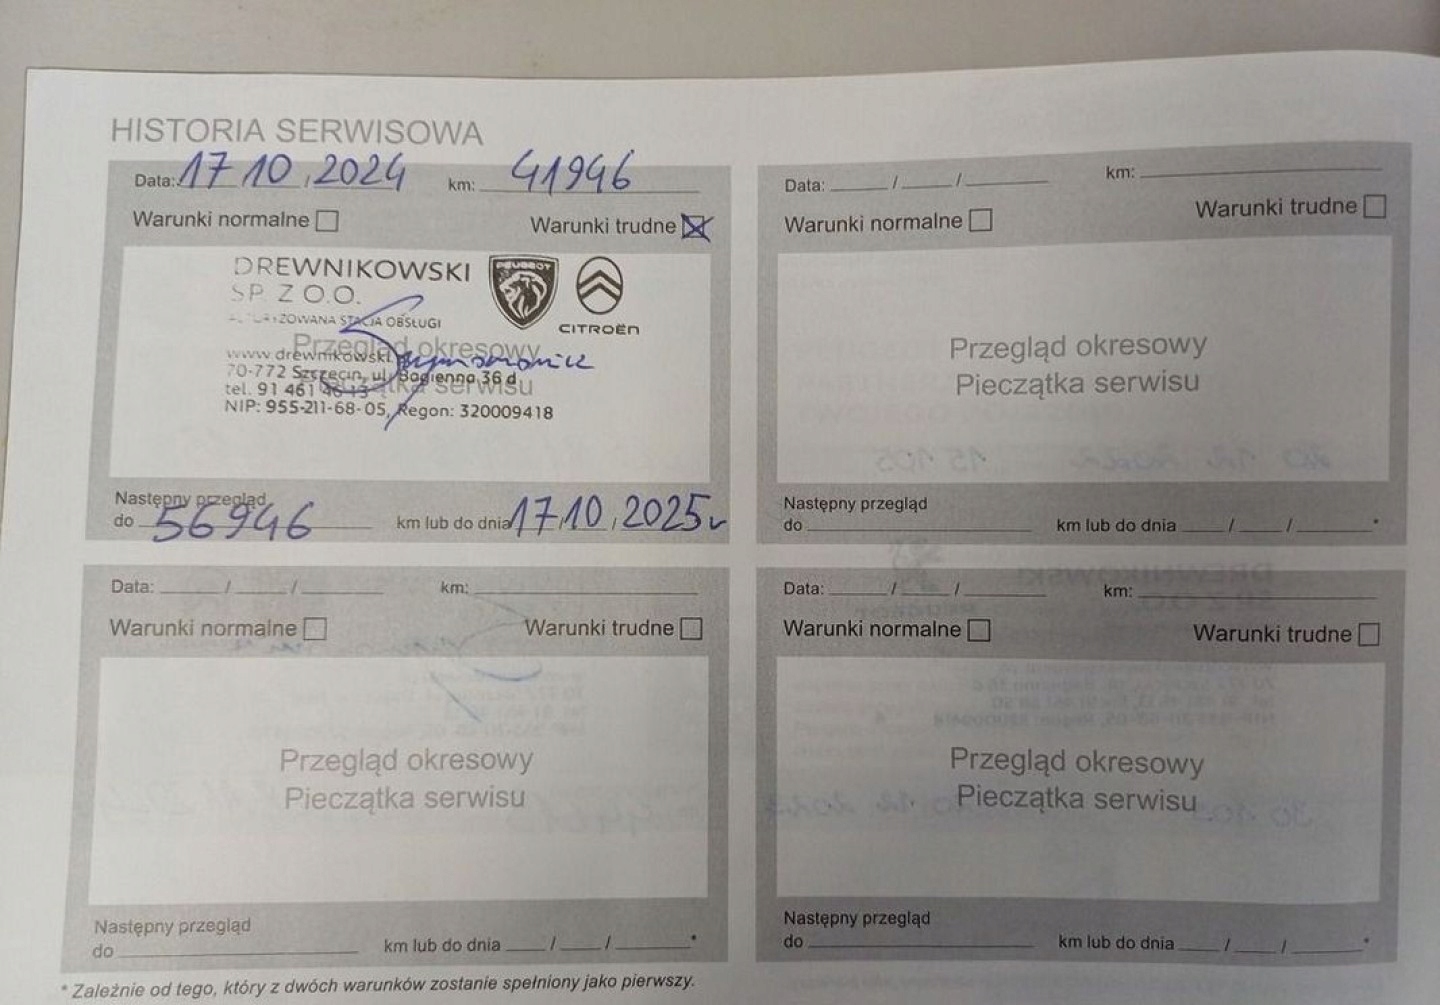 HISTORIA SERWISOWA
Data: 17 10 / 2024 km: 41946
Warunki normalne Warunki trudne
DREWNIKOWSKI
SP. Z O.O.
PEUGEOT
CITROËN
AUTORYZOWANA STACJA OBSŁUGI
Przegląd okresowy
www.drewnikowski
70-772 Szczecin, ul. Bagienna 36 d
tel. 91 461
serwisu
NIP: 955-211-68-05, Regon: 320009418
Następny przegląd
do 56946 km lub do dnia 17 / 10 / 2025 r
Data: / / km:
Warunki normalne Warunki trudne
Przegląd okresowy
Pieczątka serwisu
Następny przegląd
do km lub do dnia / / *
Data: / / km:
Warunki normalne Warunki trudne
Przegląd okresowy
Pieczątka serwisu
Następny przegląd
do km lub do dnia / / *
Data: / / km:
Warunki normalne Warunki trudne
Przegląd okresowy
Pieczątka serwisu
Następny przegląd
do km lub do dnia / / *
* Zależnie od tego, który z dwóch warunków zostanie spełniony jako pierwszy.